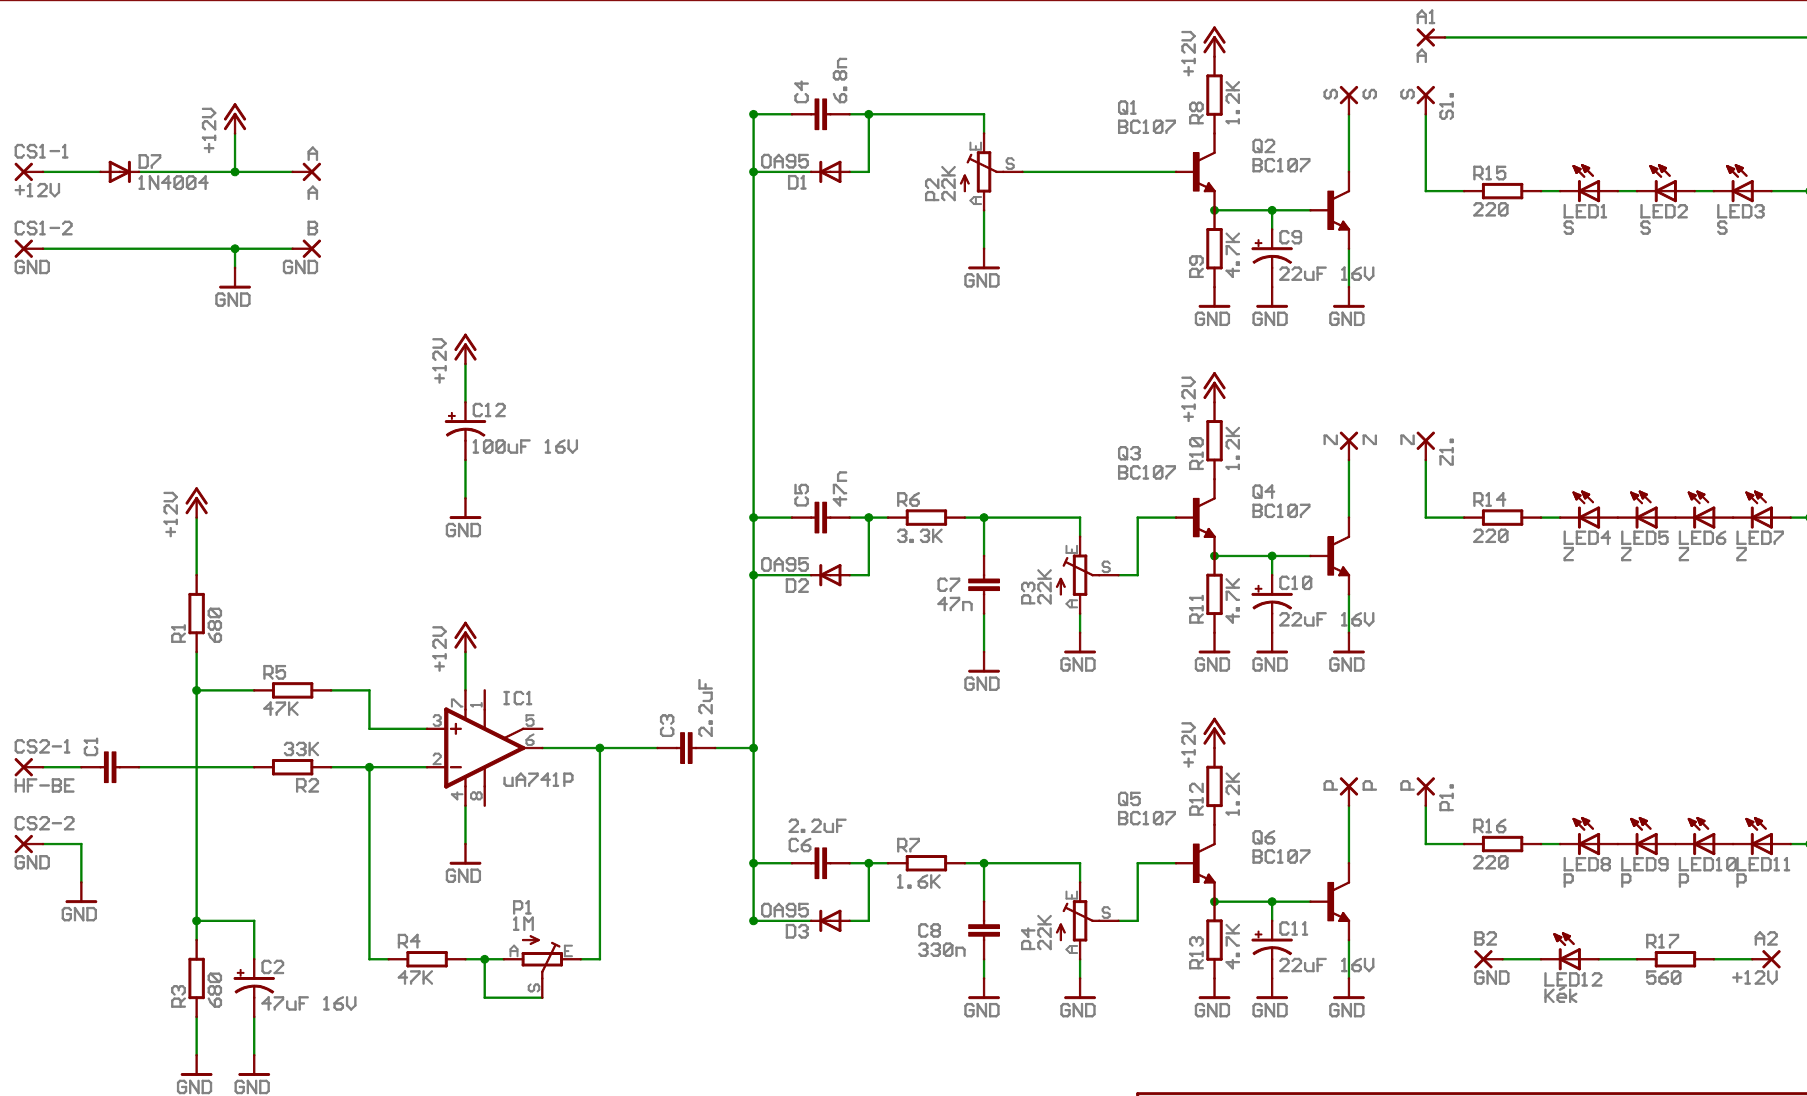 CS1-1
+12V
D7
1N4004
+12V
A
A
CS1-2
GND
B
GND
GND
+12V
C12
100uF 16V
GND
+12V
R1
680
R5
47K
CS2-1
HF-BE
C1
33K
R2
CS2-2
GND
GND
+12V
IC1
uA741P
3
2
7
1
5
6
4
8
+
-
GND
P1
1M
A
E
S
R4
47K
R3
680
C2
47uF 16V
GND
GND
C3
2.2uF
C4
6.8n
OA95
D1
P2
22K
E
S
A
GND
Q1
BC107
+12V
R8
1.2K
Q2
BC107
R9
4.7K
C9
22uF 16V
GND
GND
GND
S
S
A1
A
S
S1.
R15
220
LED1
S
LED2
S
LED3
S
C5
47n
OA95
D2
R6
3.3K
C7
47n
GND
P3
22K
E
S
A
GND
Q3
BC107
+12V
R10
1.2K
Q4
BC107
R11
4.7K
C10
22uF 16V
GND
GND
GND
Z
Z
Z
Z1.
R14
220
LED4
Z
LED5
Z
LED6
Z
LED7
Z
2.2uF
C6
OA95
D3
R7
1.6K
C8
330n
GND
P4
22K
E
S
A
GND
Q5
BC107
+12V
R12
1.2K
Q6
BC107
R13
4.7K
C11
22uF 16V
GND
GND
GND
P
P
P
P1.
R16
220
LED8
P
LED9
P
LED10
P
LED11
P
B2
GND
LED12
Kék
R17
560
A2
+12V